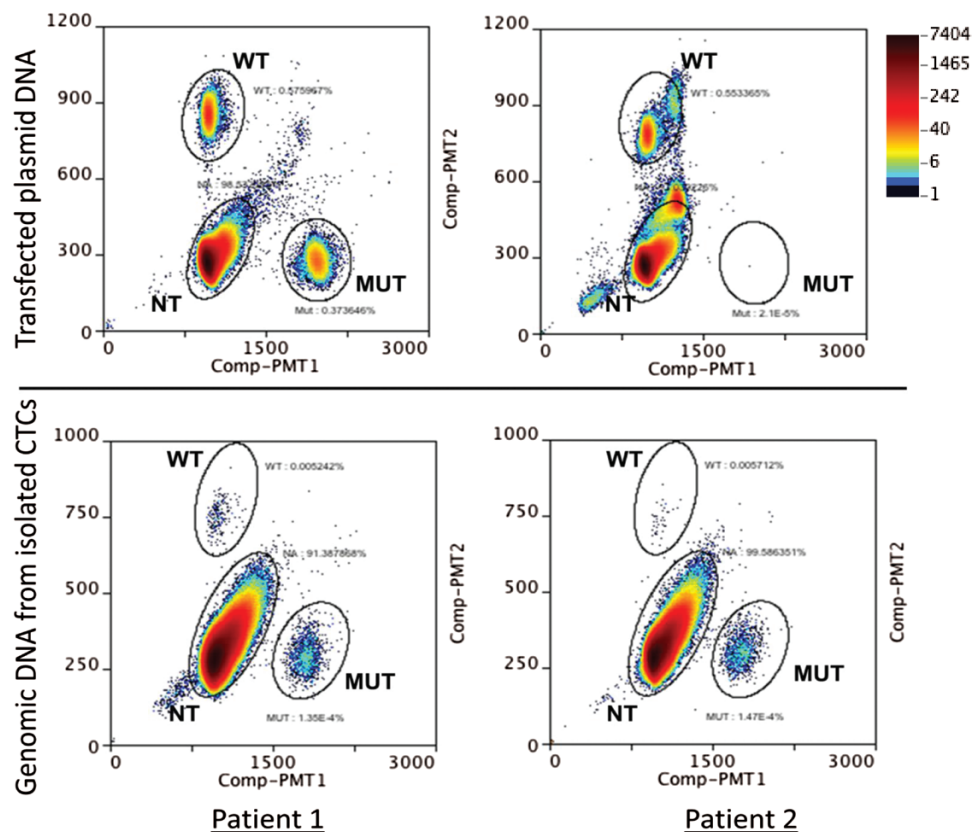 Transfected plasmid DNA
1200
900
600
300
0
0
1500
3000
Comp-PMT1
WT
WT : 0.575967%
NT
MUT
Mut : 0.373646%
Comp-PMT2
1200
900
600
300
0
0
1500
3000
Comp-PMT1
WT
WT : 0.553365%
NT
MUT
Mut : 2.1E-5%
-7404
-1465
-242
-40
-6
-1
Genomic DNA from isolated CTCs
1000
750
500
250
0
0
1500
3000
Comp-PMT1
WT
WT : 0.005242%
NA : 91.387868%
NT
MUT
MUT : 1.35E-4%
Comp-PMT2
1000
750
500
250
0
0
1500
3000
Comp-PMT1
WT
WT : 0.005712%
NA : 99.586351%
NT
MUT
MUT : 1.47E-4%
Comp-PMT2
Patient 1
Patient 2